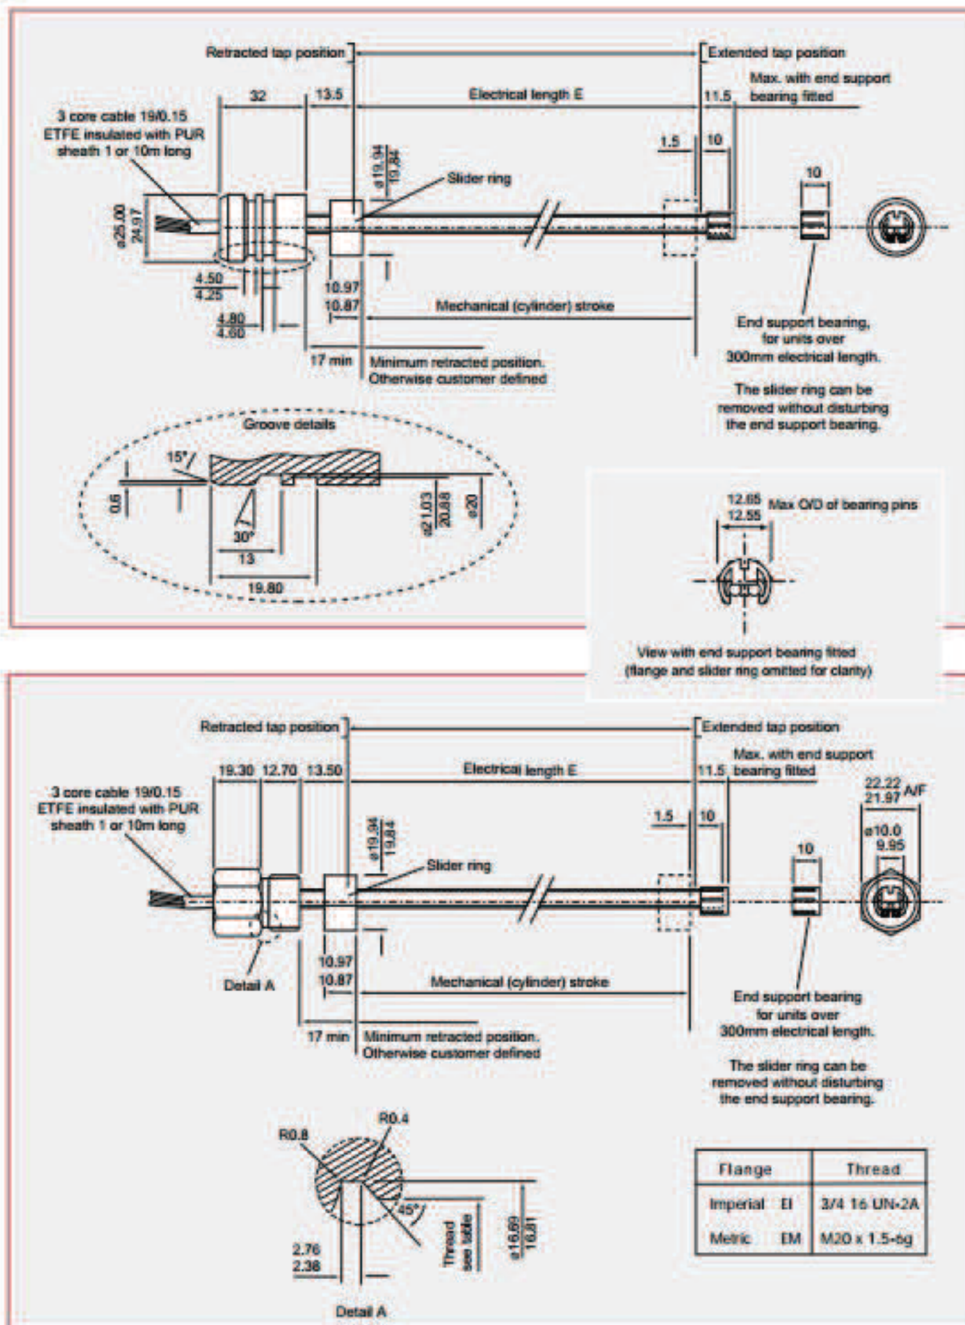 Retracted tap position
Extended tap position
32
13.5
Electrical length E
11.5
Max. with end support
bearing fitted
3 core cable 19/0.15
ETFE insulated with PUR
sheath 1 or 10m long
ø19.94
19.84
1.5
10
Slider ring
10
ø25.00
24.97
4.50
4.25
10.97
10.87
Mechanical (cylinder) stroke
4.80
4.60
End support bearing,
for units over
300mm electrical length.
17 min
Minimum retracted position.
Otherwise customer defined
The slider ring can be
removed without disturbing
the end support bearing.
Groove details
15°
0.6
30°
13
19.80
ø21.03
20.88
ø20
12.65
12.55
Max O/D of bearing pins
View with end support bearing fitted
(flange and slider ring omitted for clarity)
Retracted tap position
Extended tap position
19.30
12.70
13.50
Electrical length E
11.5
Max. with end support
bearing fitted
3 core cable 19/0.15
ETFE insulated with PUR
sheath 1 or 10m long
ø19.94
19.84
1.5
10
22.22
21.97
A/F
ø10.0
9.95
Slider ring
10
Detail A
10.97
10.87
Mechanical (cylinder) stroke
End support bearing
for units over
300mm electrical length.
17 min
Minimum retracted position.
Otherwise customer defined
The slider ring can be
removed without disturbing
the end support bearing.
R0.8
R0.4
45°
Thread
see table
ø16.69
16.81
2.76
2.38
Detail A
Flange Thread
Imperial EI 3/4 16 UN-2A
Metric EM M20 x 1.5-6g